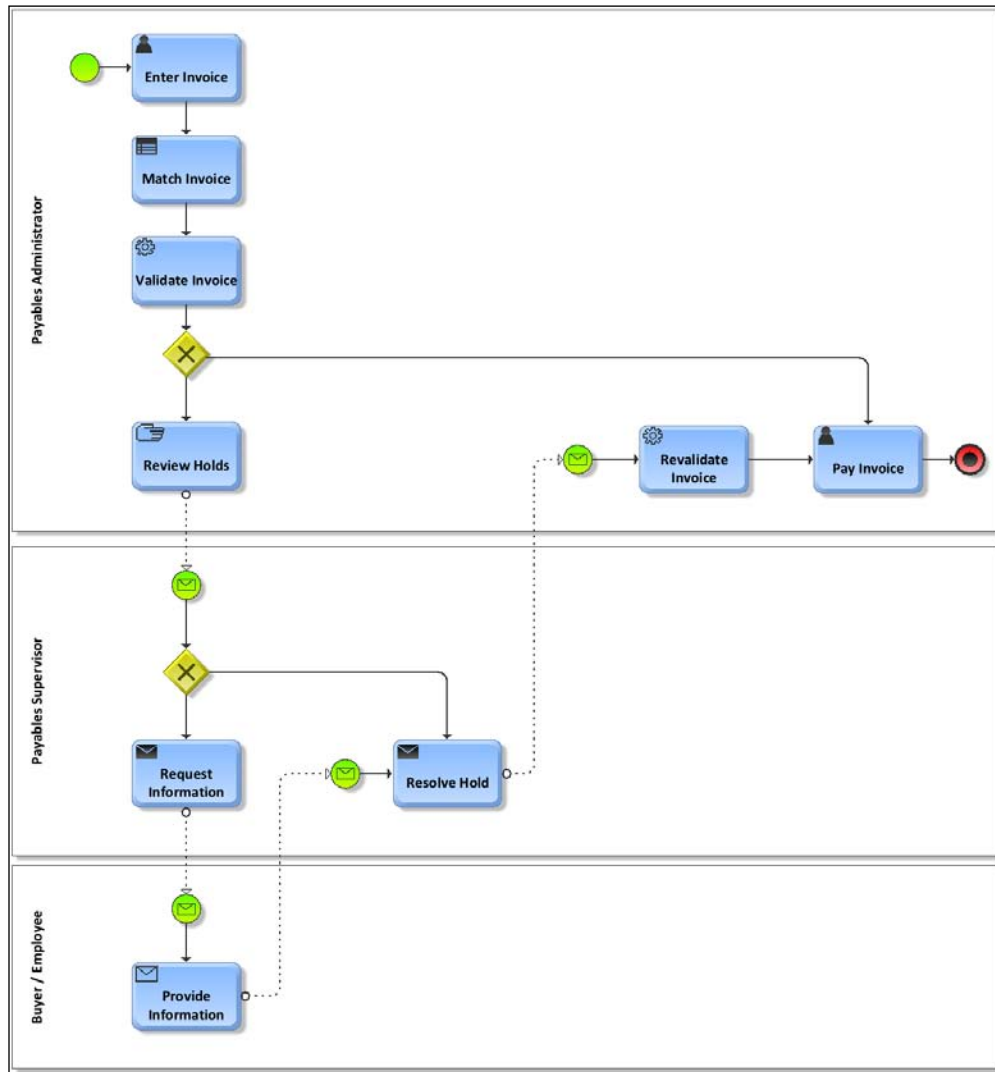 Payables Administrator
Enter Invoice
Match Invoice
Validate Invoice
Review Holds
Revalidate
Invoice
Pay Invoice
Payables Supervisor
Request
Information
Resolve Hold
Buyer / Employee
Provide
Information